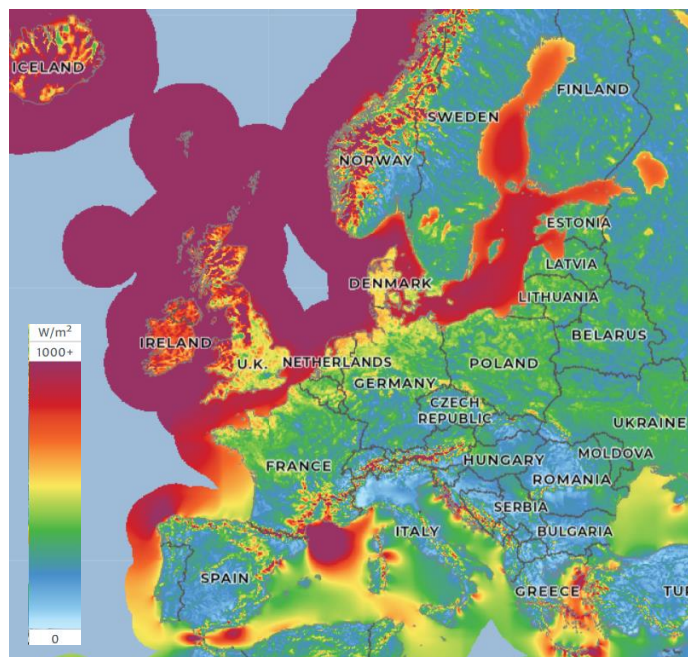 ICELAND
FINLAND
SWEDEN
NORWAY
ESTONIA
LATVIA
DENMARK
LITHUANIA
W/m²
1000+
IRELAND
BELARUS
U.K.
NETHERLANDS
POLAND
GERMANY
CZECH
REPUBLIC
UKRAINE
FRANCE
HUNGARY
MOLDOVA
ROMANIA
SERBIA
ITALY
BULGARIA
SPAIN
GREECE
TUR
0